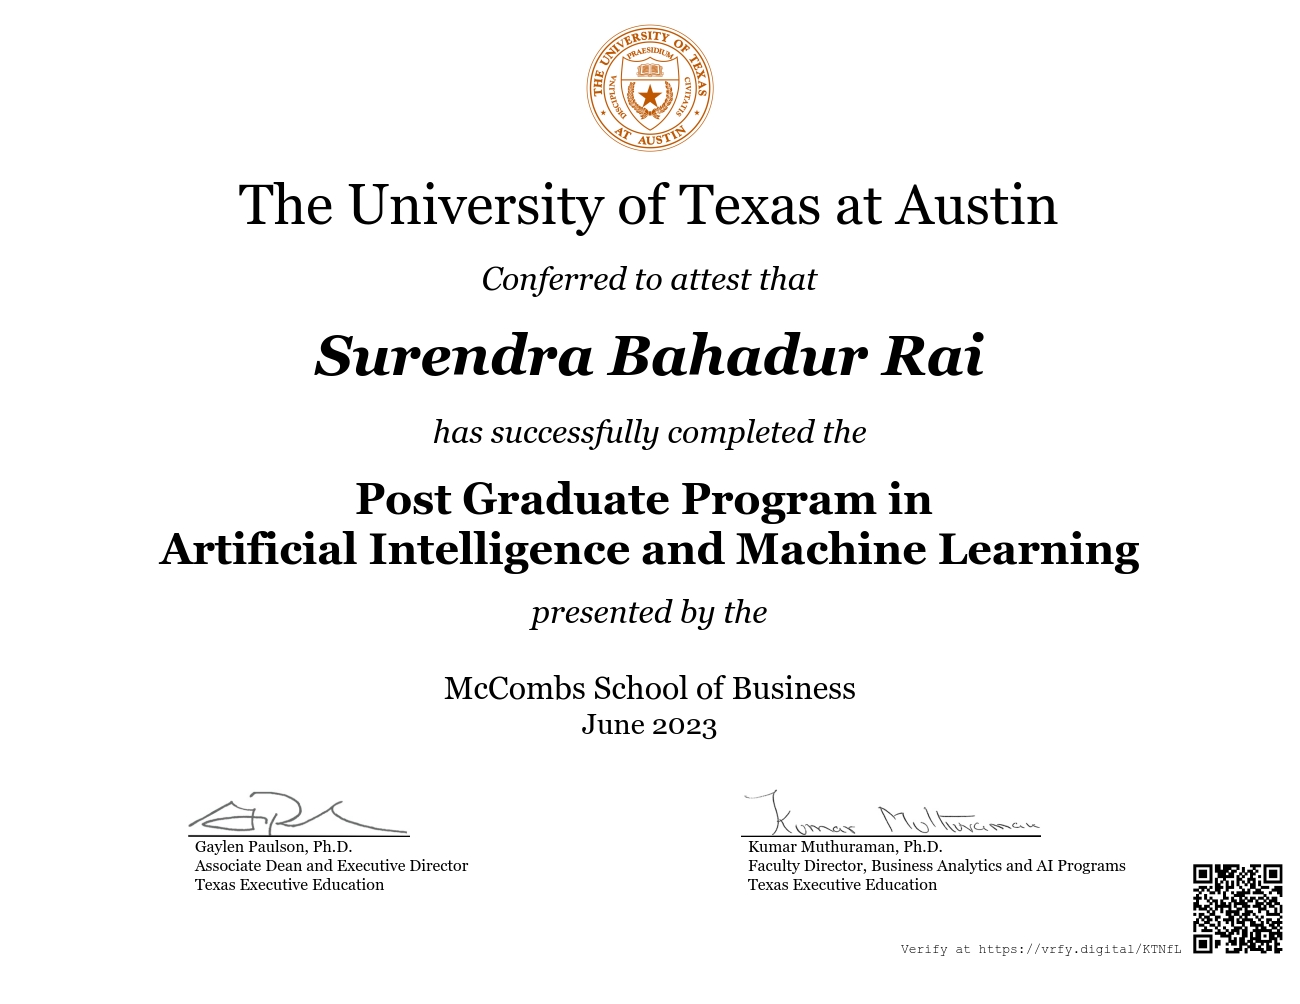 THE UNIVERSITY OF TEXAS
AT AUSTIN
PRAESIDIUM
DISCIPLINA
CIVITATIS
The University of Texas at Austin
Conferred to attest that
Surendra Bahadur Rai
has successfully completed the
Post Graduate Program in
Artificial Intelligence and Machine Learning
presented by the
McCombs School of Business
June 2023
Kumar Muthuraman
Gaylen Paulson, Ph.D.
Associate Dean and Executive Director
Texas Executive Education
Kumar Muthuraman, Ph.D.
Faculty Director, Business Analytics and AI Programs
Texas Executive Education
Verify at https://vrfy.digital/KTNfL